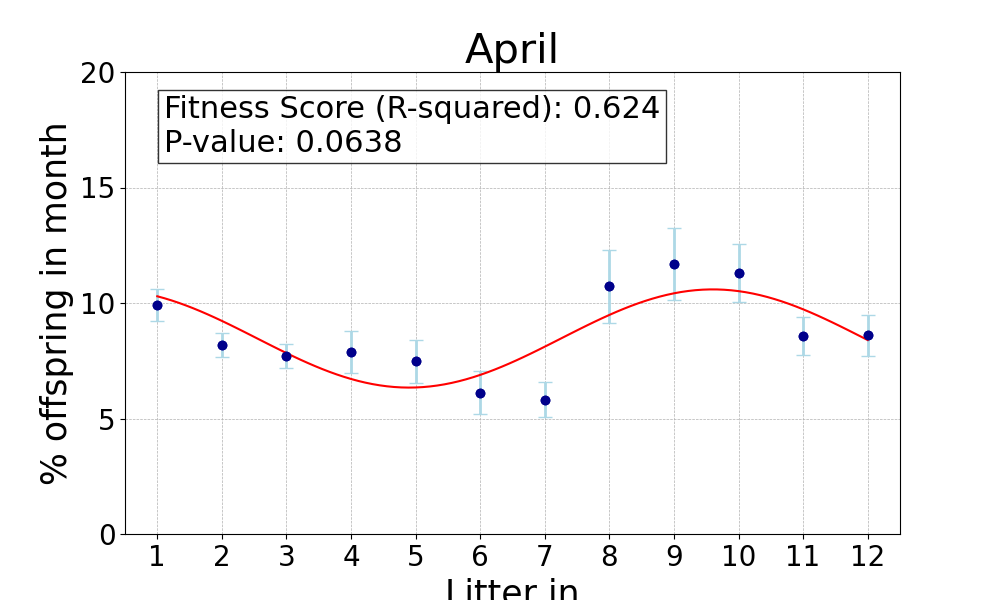 April
Fitness Score (R-squared): 0.624
P-value: 0.0638
% offspring in month
20
15
10
5
0
1 2 3 4 5 6 7 8 9 10 11 12
Litter in